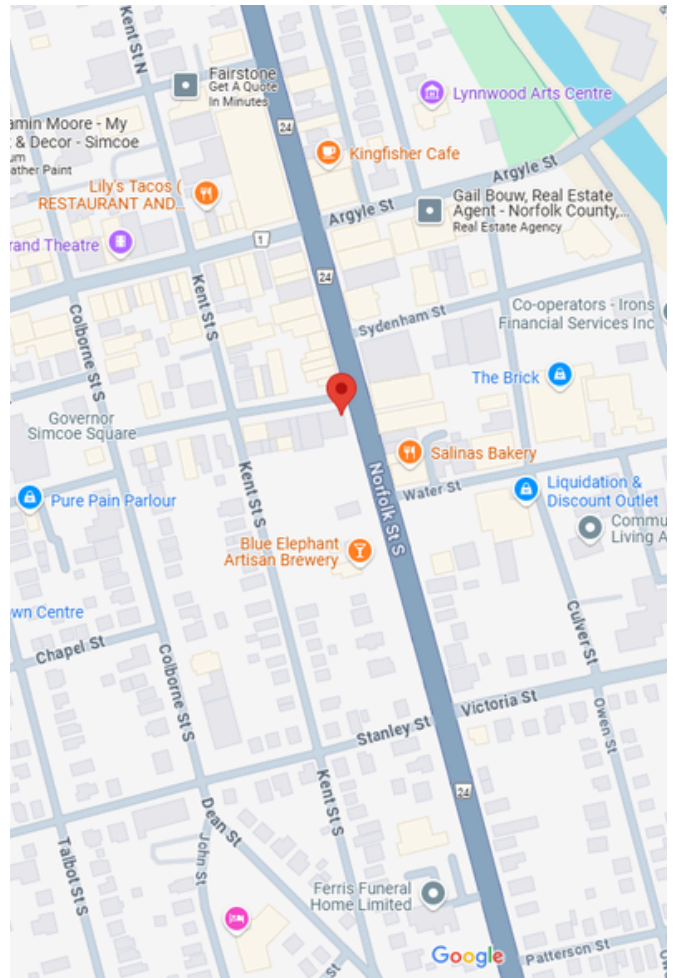 Kent St N
Fairstone
Get A Quote
In Minutes
24
Lynnwood Arts Centre
amin Moore - My
& Decor - Simcoe
um
ather Paint
Kingfisher Cafe
Argyle St
Lily's Tacos (
RESTAURANT AND...
Argyle St
Gail Bouw, Real Estate
Agent - Norfolk County,...
Real Estate Agency
rand Theatre
1
24
Kent St S
Colborne St S
Sydenham St
Co-operators - Irons
Financial Services Inc
The Brick
Governor
Simcoe Square
Salinas Bakery
Pure Pain Parlour
Kent St S
Norfolk St S
Water St
Liquidation &
Discount Outlet
Commu
Living A
Blue Elephant
Artisan Brewery
wn Centre
Chapel St
Colborne St S
Culver St
Victoria St
Owen St
Stanley St
Kent St S
24
Dean St
John St
Talbot St S
Ferris Funeral
Home Limited
Google
Patterson St
Ow